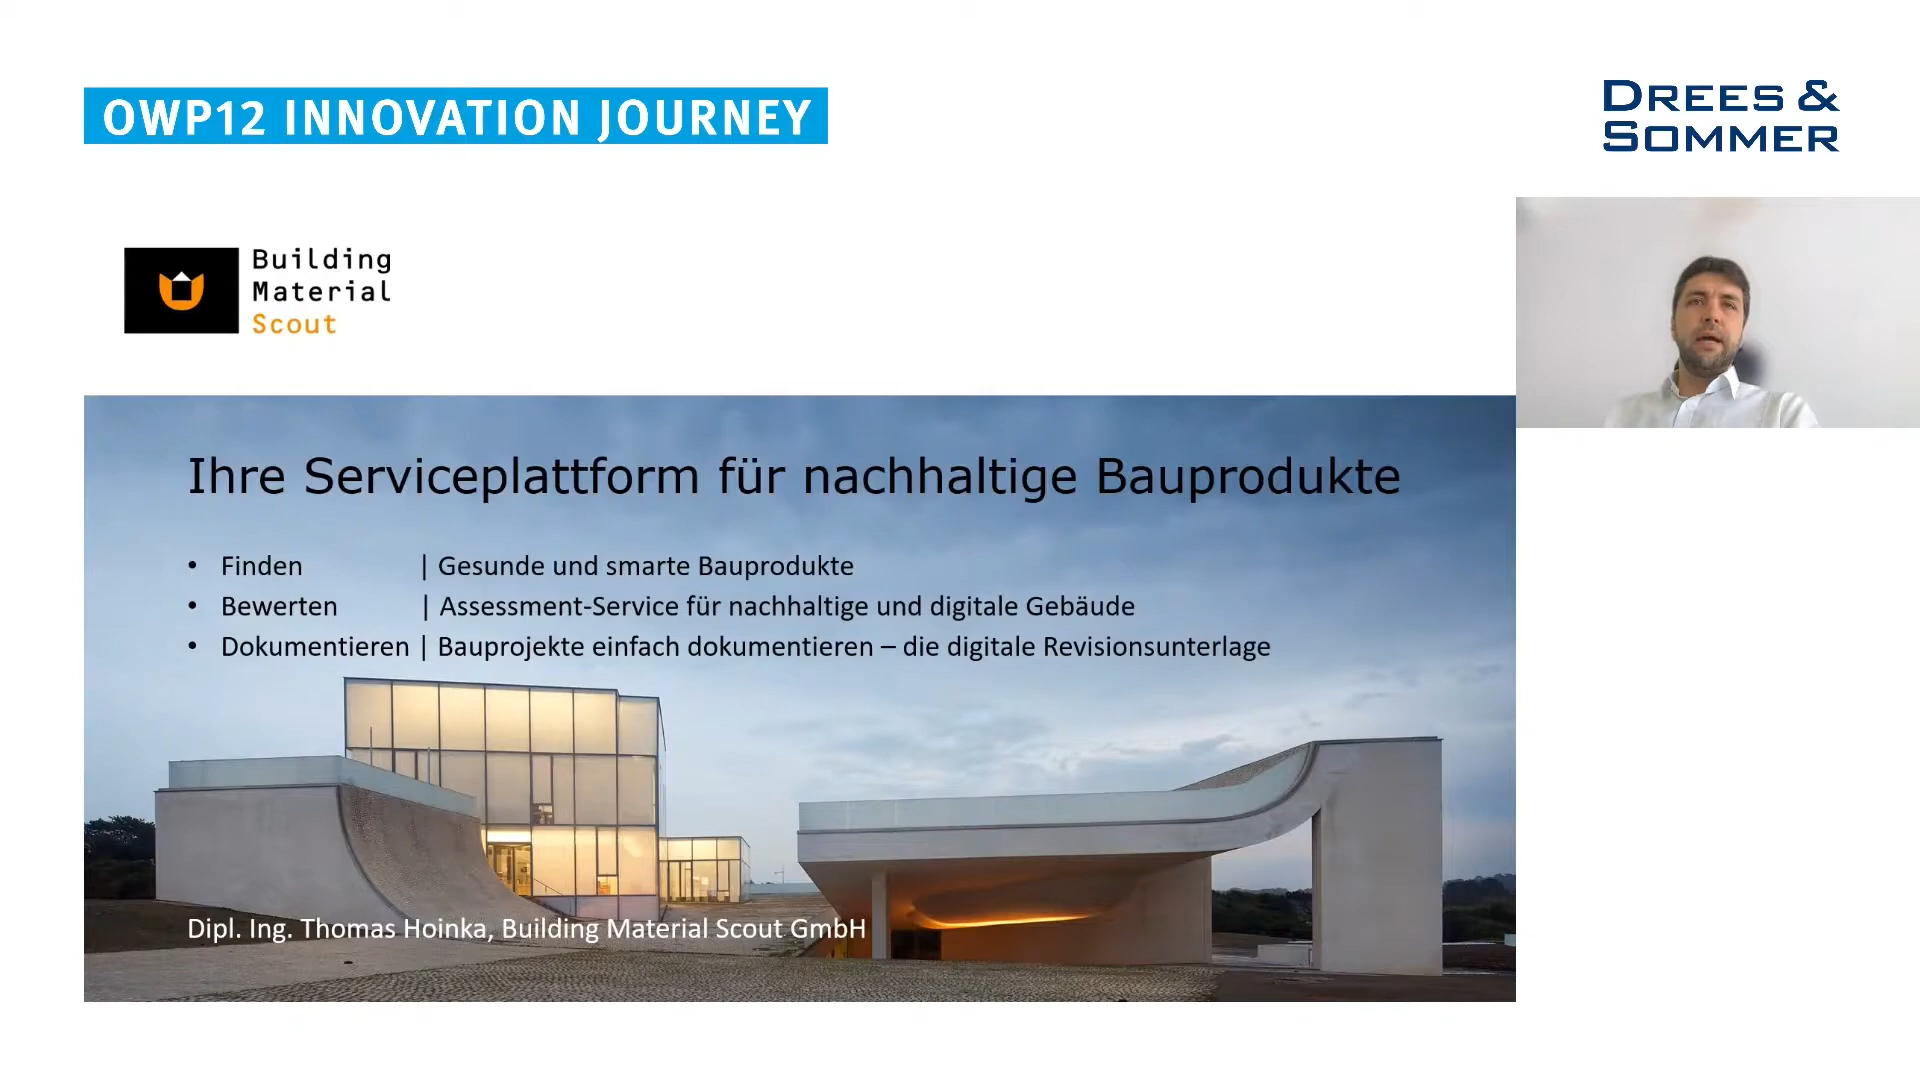 OWP12 INNOVATION JOURNEY
DREES &
SOMMER
Building
Material
Scout
Ihre Serviceplattform für nachhaltige Bauprodukte
• Finden | Gesunde und smarte Bauprodukte
• Bewerten | Assessment-Service für nachhaltige und digitale Gebäude
• Dokumentieren | Bauprojekte einfach dokumentieren – die digitale Revisionsunterlage
Dipl. Ing. Thomas Hoinka, Building Material Scout GmbH